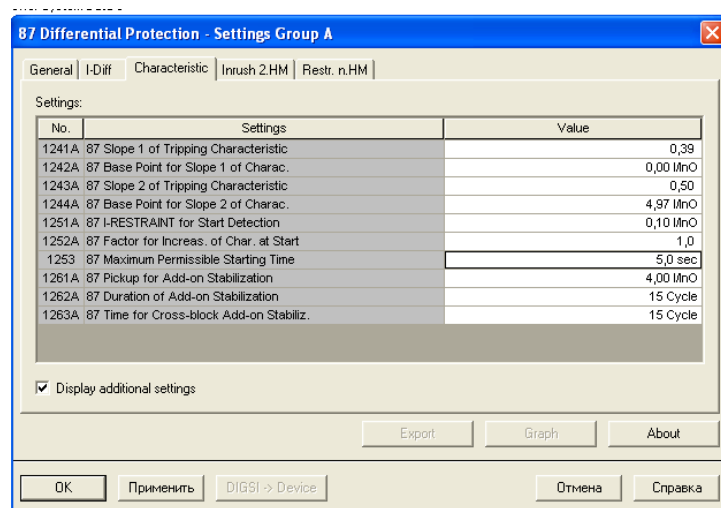 87 Differential Protection - Settings Group A
General I-Diff Characteristic Inrush 2.HM Restr. n.HM
Settings:
No. Settings Value
1241A 87 Slope 1 of Tripping Characteristic 0,39
1242A 87 Base Point for Slope 1 of Charac. 0,00 I/InO
1243A 87 Slope 2 of Tripping Characteristic 0,50
1244A 87 Base Point for Slope 2 of Charac. 4,97 I/InO
1251A 87 I-RESTRAINT for Start Detection 0,10 I/InO
1252A 87 Factor for Increas. of Char. at Start 1,0
1253 87 Maximum Permissible Starting Time 5,0 sec
1261A 87 Pickup for Add-on Stabilization 4,00 I/InO
1262A 87 Duration of Add-on Stabilization 15 Cycle
1263A 87 Time for Cross-block Add-on Stabiliz. 15 Cycle
Display additional settings
Export Graph About
OK Применить DIGSI -> Device Отмена Справка